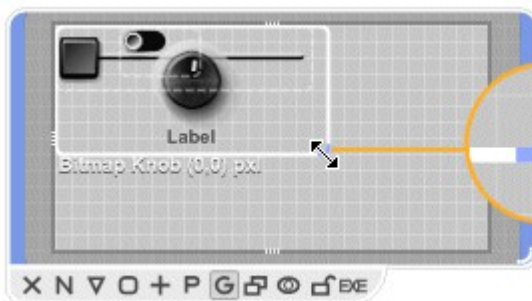 Label
Bitmap Knob (0,0) px.
X N ▽ O + P G EXE